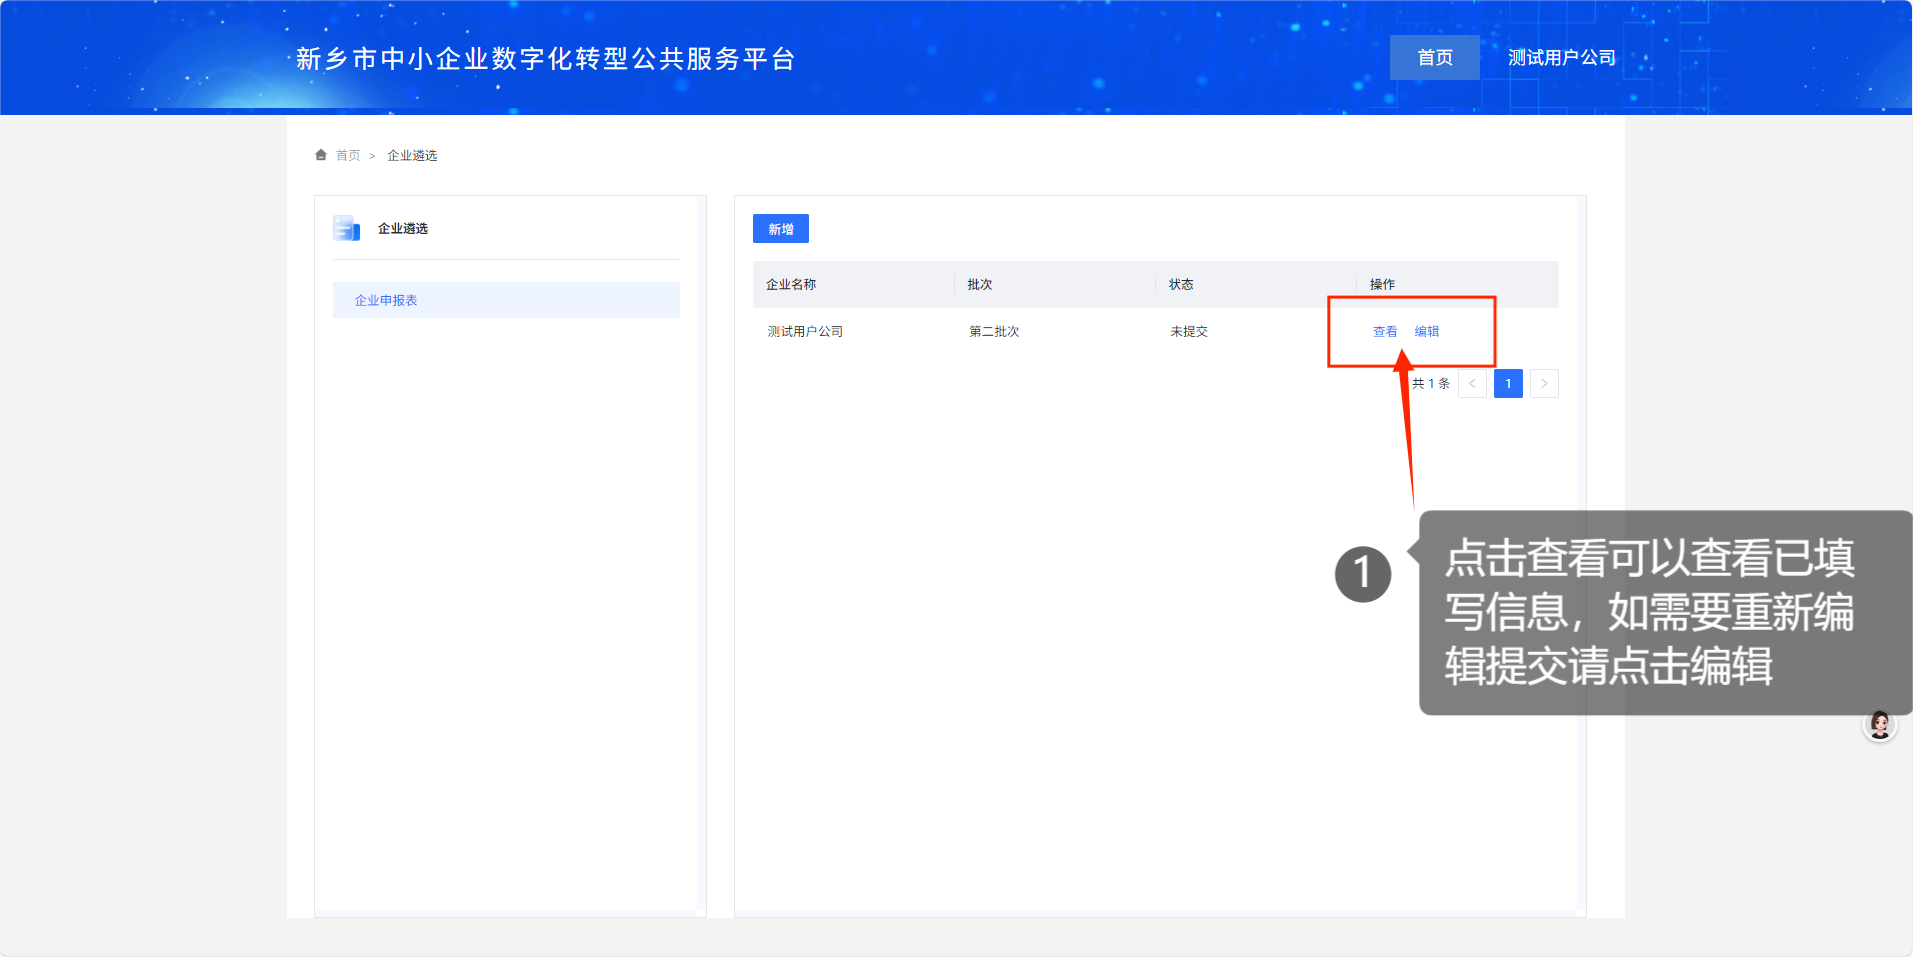 新乡市中小企业数字化转型公共服务平台
首页
测试用户公司
首页 > 企业遴选
企业遴选
企业申报表
新增
企业名称 批次 状态 操作
测试用户公司 第二批次 未提交 查看 编辑
共 1 条 < 1 >
1
点击查看可以查看已填
写信息，如需要重新编
辑提交请点击编辑